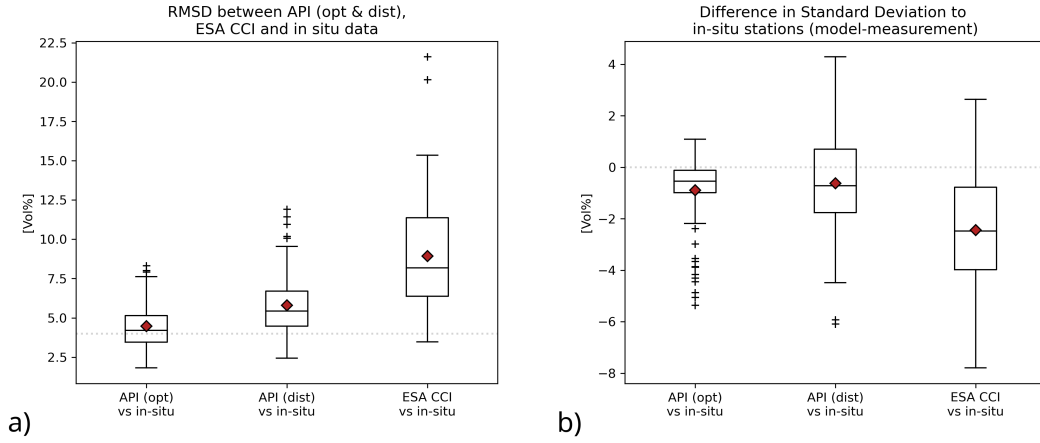 RMSD between API (opt & dist),
ESA CCI and in situ data
22.5
20.0
17.5
15.0
12.5
10.0
7.5
5.0
2.5
[Vol%]
API (opt)
vs in-situ
API (dist)
vs in-situ
ESA CCI
vs in-situ
a)
Difference in Standard Deviation to
in-situ stations (model-measurement)
4
2
0
−2
−4
−6
−8
[Vol%]
API (opt)
vs in-situ
API (dist)
vs in-situ
ESA CCI
vs in-situ
b)